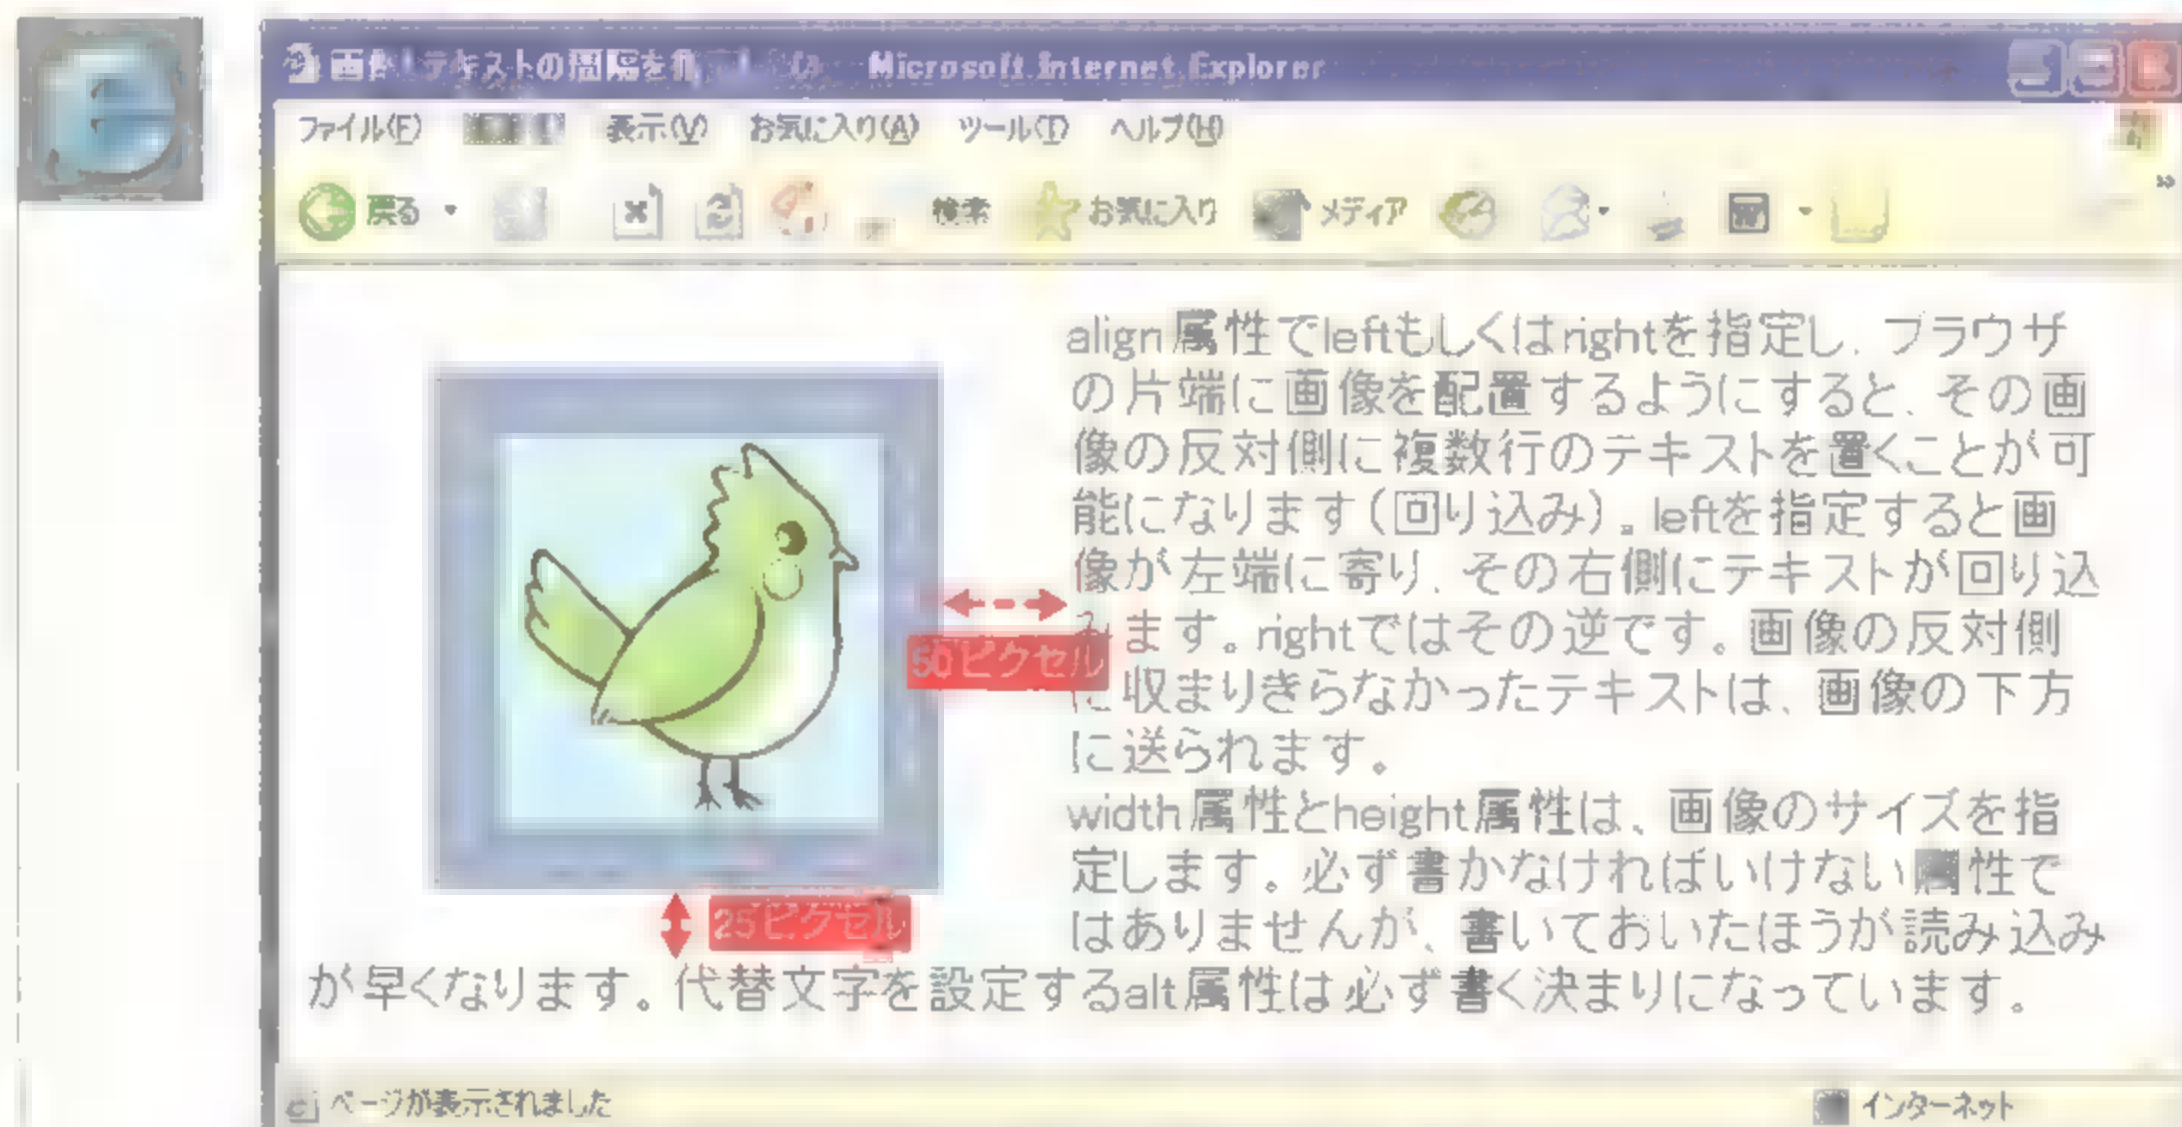 画像とテキストの間隔を Microsoft Internet Explorer
ファイル(F) 表示(V) お気に入り(A) ツール(T) ヘルプ(H)
戻る 検索 お気に入り メディア
align属性でleftもしくはrightを指定し、ブラウザ
の片端に画像を配置するようにすると、その画
像の反対側に複数行のテキストを置くことが可
能になります(回り込み)。leftを指定すると画
像が左端に寄り、その右側にテキストが回り込
みます。rightではその逆です。画像の反対側
に収まりきらなかったテキストは、画像の下方
に送られます。
50ピクセル
width属性とheight属性は、画像のサイズを指
定します。必ず書かなければいけない属性で
はありませんが、書いておいたほうが読み込み
が早くなります。代替文字を設定するalt属性は必ず書く決まりになっています。
25ピクセル
ページが表示されました インターネット